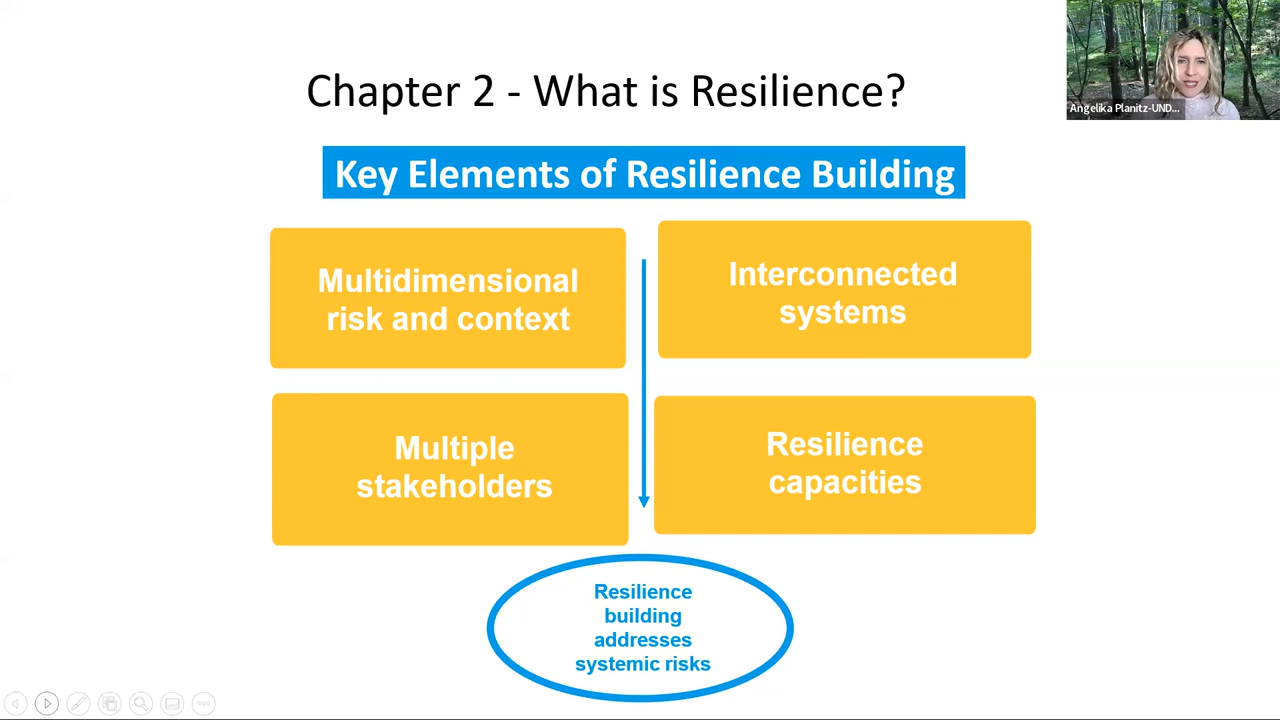 Chapter 2 - What is Resilience?
Angelika Planitz-UND...
Key Elements of Resilience Building
Multidimensional
risk and context
Interconnected
systems
Multiple
stakeholders
Resilience
capacities
Resilience
building
addresses
systemic risks